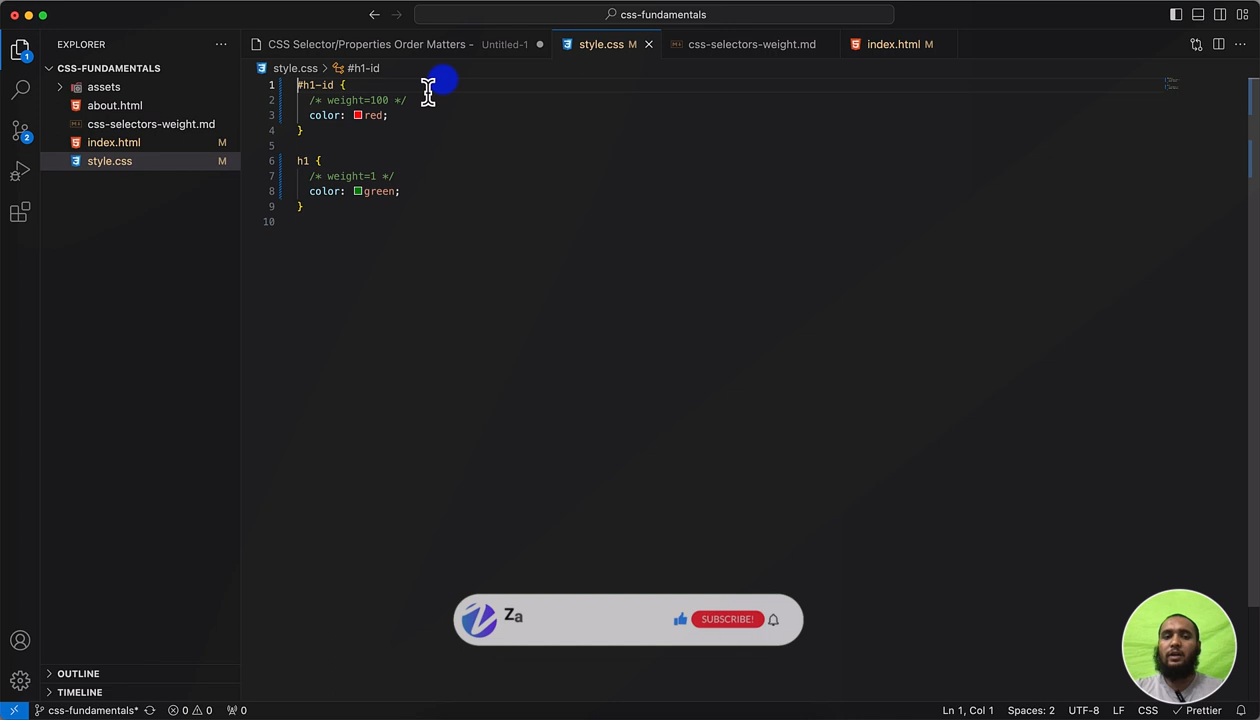 css-fundamentals
EXPLORER
CSS Selector/Properties Order Matters - Untitled-1
style.css M
css-selectors-weight.md
index.html M
CSS-FUNDAMENTALS
style.css > #h1-id
assets
about.html
css-selectors-weight.md
index.html M
style.css M
1
2
1 #h1-id {
2 /* weight=100 */
3 color: red;
4 }
5
6 h1 {
7 /* weight=1 */
8 color: green;
9 }
10
Za
SUBSCRIBE!
OUTLINE
TIMELINE
css-fundamentals* 0 0 0
Ln 1, Col 1 Spaces: 2 UTF-8 LF CSS Prettier